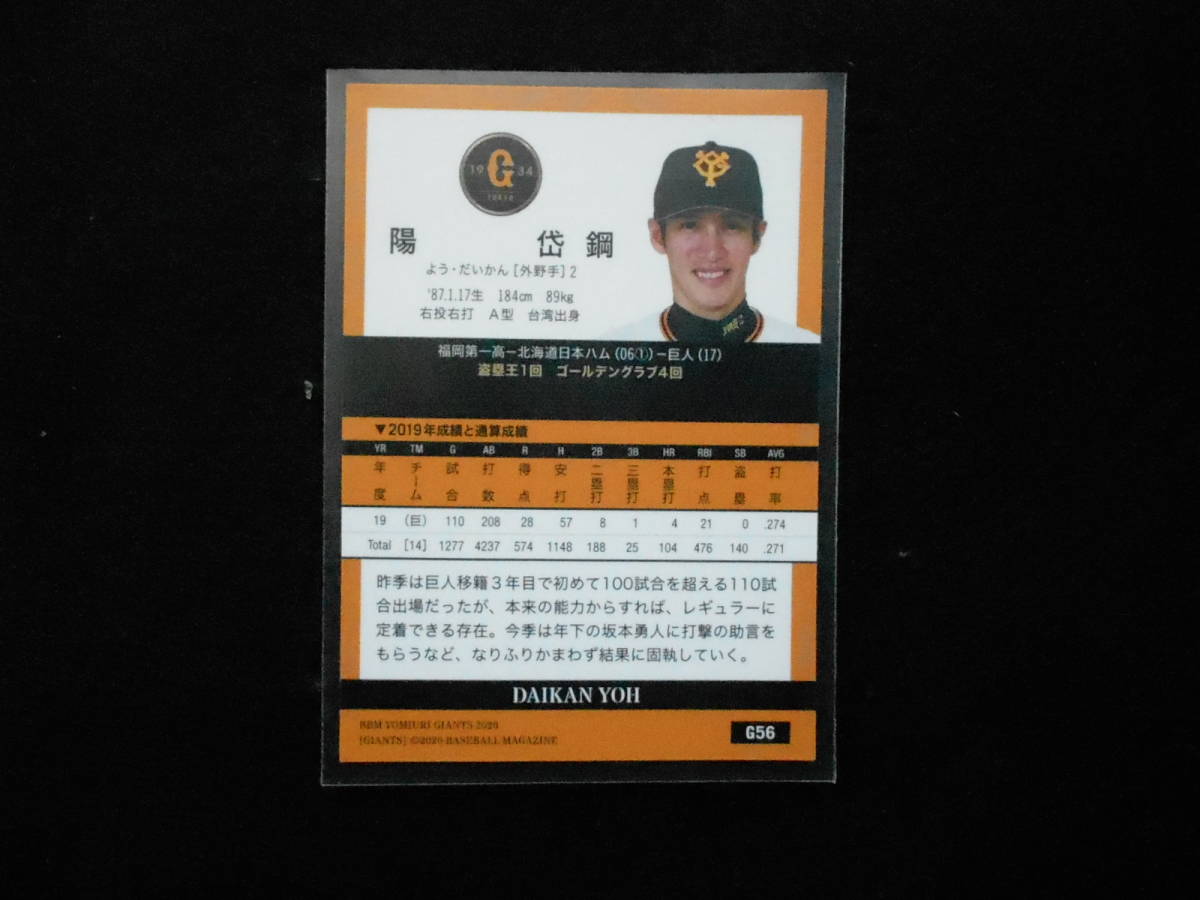 19 G 34
TOKYO
陽 岱 鋼
よう・だいかん［外野手］2
'87.1.17生 184cm 89kg
右投右打 A型 台湾出身
福岡第一高－北海道日本ハム（06①）－巨人（17）
盗塁王1回 ゴールデングラブ4回
▼2019年成績と通算成績
YR TM G AB R H 2B 3B HR RBI SB AVG
年度 チーム 試合 打数 得点 安打 二塁打 三塁打 本塁打 打点 盗塁 打率
19 （巨） 110 208 28 57 8 1 4 21 0 .274
Total ［14］ 1277 4237 574 1148 188 25 104 476 140 .271
昨季は巨人移籍３年目で初めて100試合を超える110試
合出場だったが、本来の能力からすれば、レギュラーに
定着できる存在。今季は年下の坂本勇人に打撃の助言を
もらうなど、なりふりかまわず結果に固執していく。
DAIKAN YOH
BBM YOMIURI GIANTS 2020
[GIANTS] ©2020 BASEBALL MAGAZINE
G56